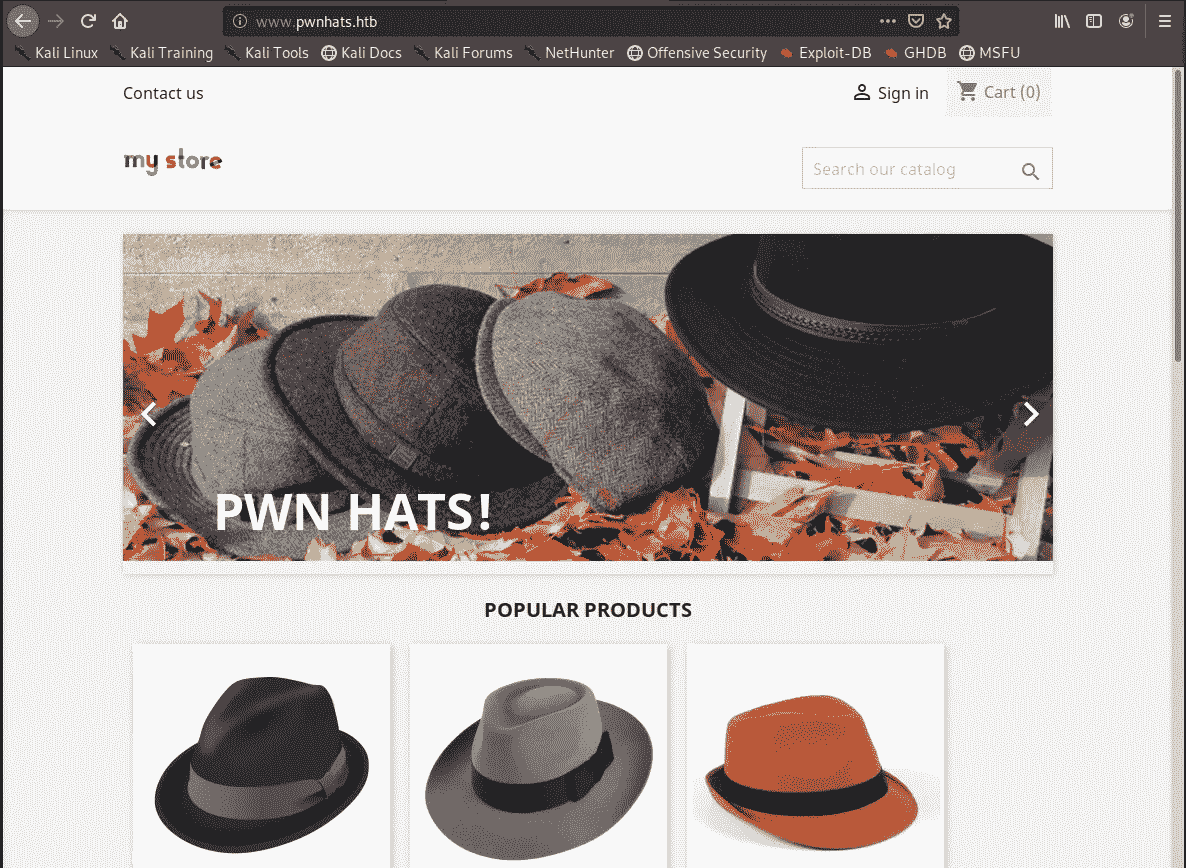 www.pwnhats.htb
Kali Linux Kali Training Kali Tools Kali Docs Kali Forums NetHunter Offensive Security Exploit-DB GHDB MSFU
Contact us Sign in Cart (0)
my store Search our catalog
PWN HATS!
POPULAR PRODUCTS